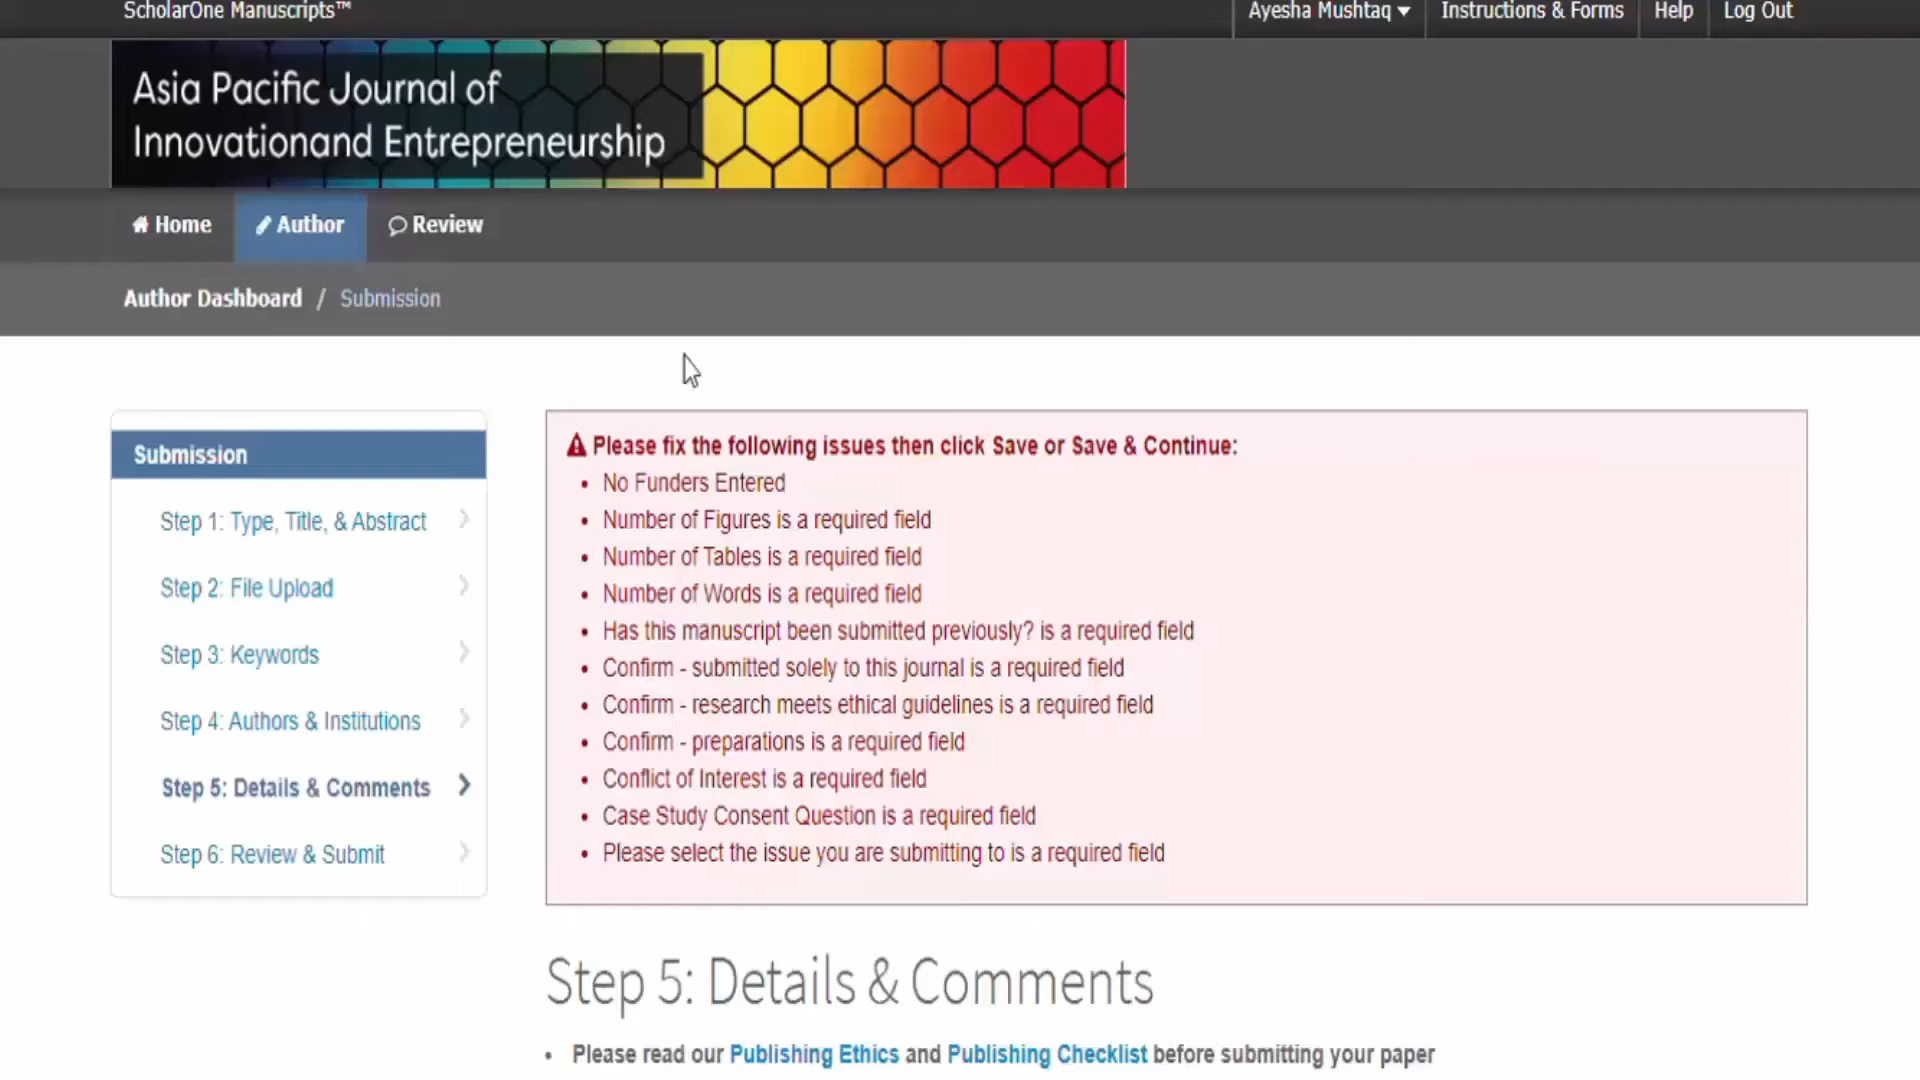 ScholarOne Manuscripts™
Ayesha Mushtaq Instructions & Forms Help Log Out
Asia Pacific Journal of
Innovationand Entrepreneurship
Home Author Review
Author Dashboard / Submission
Submission
Step 1: Type, Title, & Abstract
Step 2: File Upload
Step 3: Keywords
Step 4: Authors & Institutions
Step 5: Details & Comments
Step 6: Review & Submit
Please fix the following issues then click Save or Save & Continue:
• No Funders Entered
• Number of Figures is a required field
• Number of Tables is a required field
• Number of Words is a required field
• Has this manuscript been submitted previously? is a required field
• Confirm - submitted solely to this journal is a required field
• Confirm - research meets ethical guidelines is a required field
• Confirm - preparations is a required field
• Conflict of Interest is a required field
• Case Study Consent Question is a required field
• Please select the issue you are submitting to is a required field
Step 5: Details & Comments
• Please read our Publishing Ethics and Publishing Checklist before submitting your paper